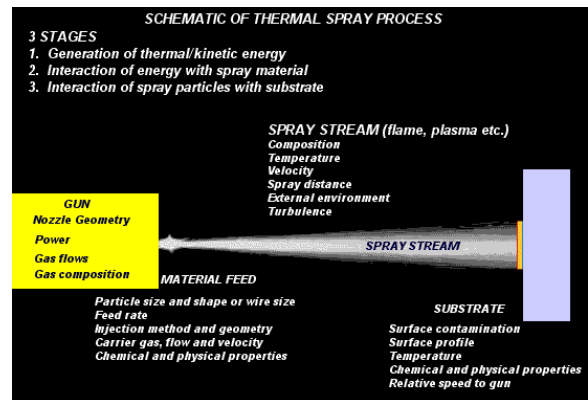 SCHEMATIC OF THERMAL SPRAY PROCESS
3 STAGES
1. Generation of thermal/kinetic energy
2. Interaction of energy with spray material
3. Interaction of spray particles with substrate
SPRAY STREAM (flame, plasma etc.)
Composition
Temperature
Velocity
Spray distance
External environment
Turbulence
GUN
Nozzle Geometry
Power
Gas flows
Gas composition
SPRAY STREAM
MATERIAL FEED
Particle size and shape or wire size
Feed rate
Injection method and geometry
Carrier gas, flow and velocity
Chemical and physical properties
SUBSTRATE
Surface contamination
Surface profile
Temperature
Chemical and physical properties
Relative speed to gun